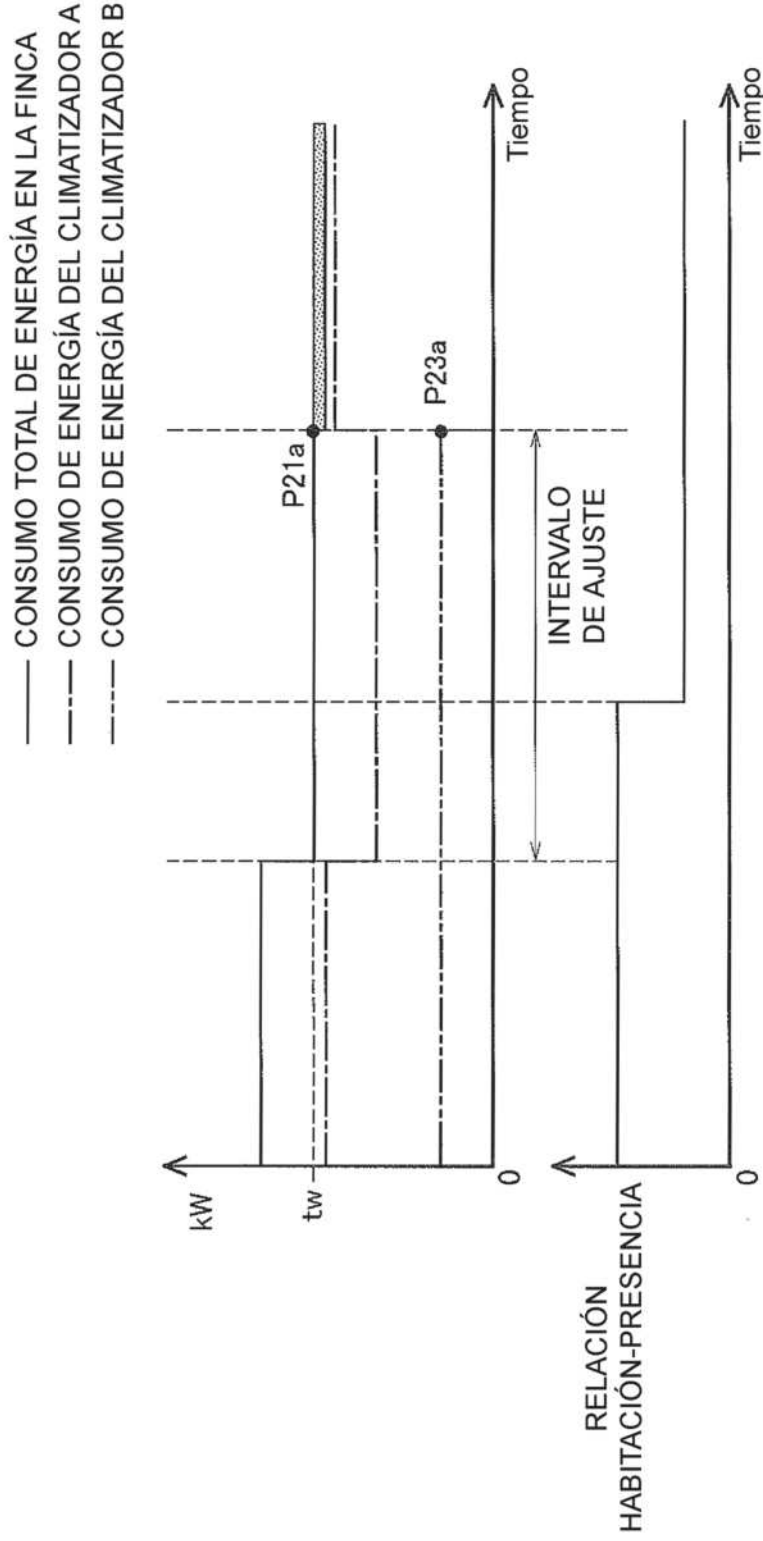 CONSUMO TOTAL DE ENERGÍA EN LA FINCA
CONSUMO DE ENERGÍA DEL CLIMATIZADOR A
CONSUMO DE ENERGÍA DEL CLIMATIZADOR B
kW
tw
P21a
P23a
0
Tiempo
INTERVALO
DE AJUSTE
RELACIÓN
HABITACIÓN-PRESENCIA
0
Tiempo